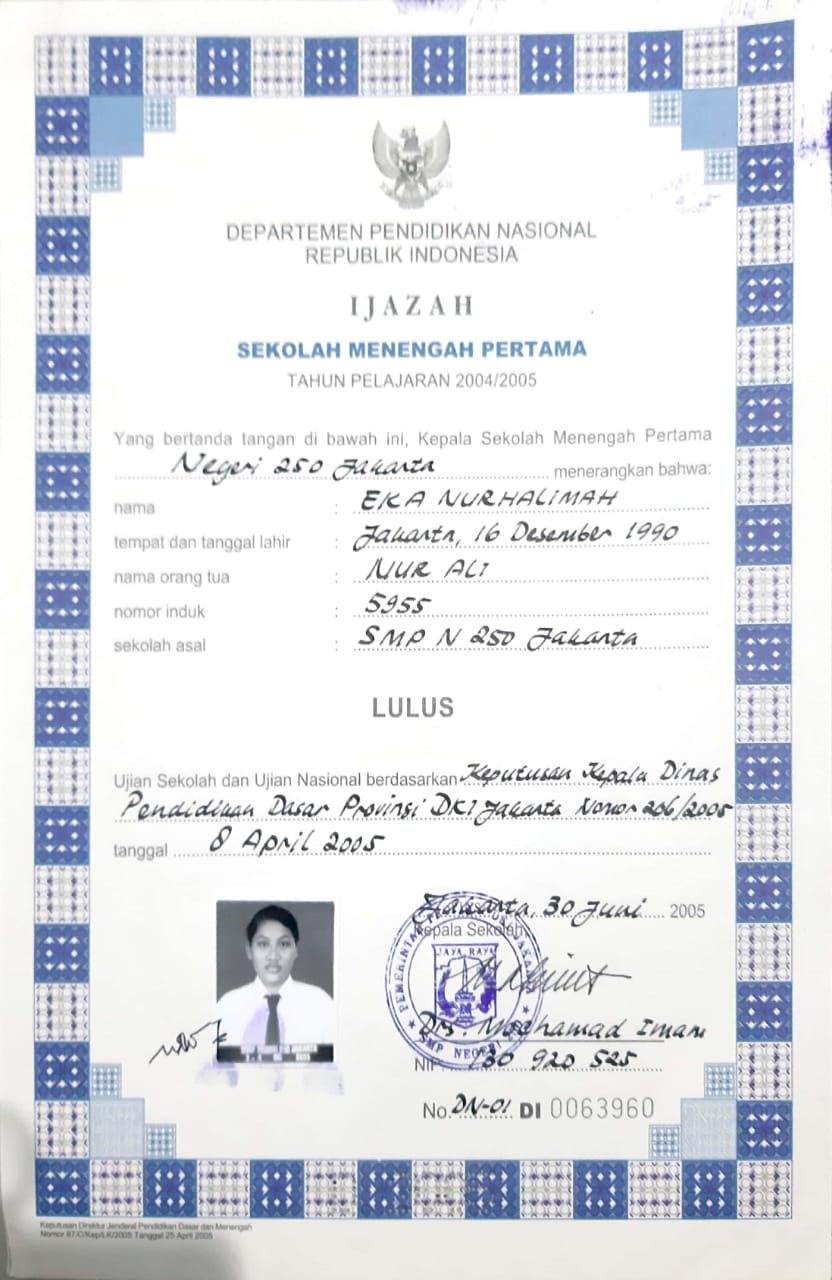 DEPARTEMEN PENDIDIKAN NASIONAL
REPUBLIK INDONESIA
IJAZAH
SEKOLAH MENENGAH PERTAMA
TAHUN PELAJARAN 2004/2005
Yang bertanda tangan di bawah ini, Kepala Sekolah Menengah Pertama
Negeri 250 Jakarta menerangkan bahwa:
nama : EKA NURHALIMAH
tempat dan tanggal lahir : Jakarta, 16 Desember 1990
nama orang tua : NUR ALI
nomor induk : 5955
sekolah asal : SMP N 250 Jakarta
LULUS
Ujian Sekolah dan Ujian Nasional berdasarkan Keputusan Kepala Dinas
Pendidikan Dasar Provinsi DKI Jakarta Nomor 206/2005
tanggal 8 April 2005
Jakarta, 30 Juni 2005
Kepala Sekolah,
JAYA RAYA
SMP NEGERI
Drs. Mochamad Imam
NIP. 130 920 525
No. DN-01 DI 0063960
Keputusan Direktur Jenderal Pendidikan Dasar dan Menengah
Nomor 87/C/Kep/LK/2005 Tanggal 25 April 2005